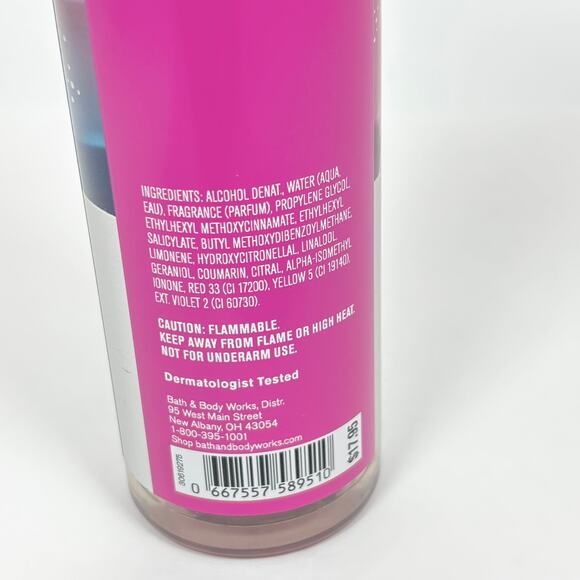 INGREDIENTS: ALCOHOL DENAT., WATER (AQUA,
EAU), FRAGRANCE (PARFUM), PROPYLENE GLYCOL,
ETHYLHEXYL METHOXYCINNAMATE, ETHYLHEXYL
SALICYLATE, BUTYL METHOXYDIBENZOYLMETHANE,
LIMONENE, HYDROXYCITRONELLAL, LINALOOL,
GERANIOL, COUMARIN, CITRAL, ALPHA-ISOMETHYL
IONONE, RED 33 (CI 17200), YELLOW 5 (CI 19140),
EXT. VIOLET 2 (CI 60730).
CAUTION: FLAMMABLE.
KEEP AWAY FROM FLAME OR HIGH HEAT.
NOT FOR UNDERARM USE.
Dermatologist Tested
Bath & Body Works, Distr.
95 West Main Street
New Albany, OH 43054
1-800-395-1001
Shop bathandbodyworks.com
80619275
0 667557 589510
$17.95